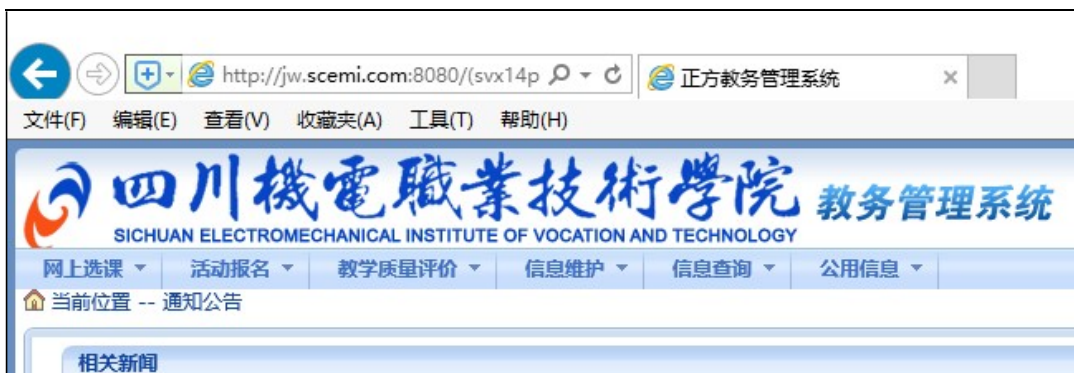 http://jw.scemi.com:8080/(svx14p
正方教务管理系统
文件(F) 编辑(E) 查看(V) 收藏夹(A) 工具(T) 帮助(H)
四川機電職業技術學院 教务管理系统
SICHUAN ELECTROMECHANICAL INSTITUTE OF VOCATION AND TECHNOLOGY
网上选课 活动报名 教学质量评价 信息维护 信息查询 公用信息
当前位置 -- 通知公告
相关新闻